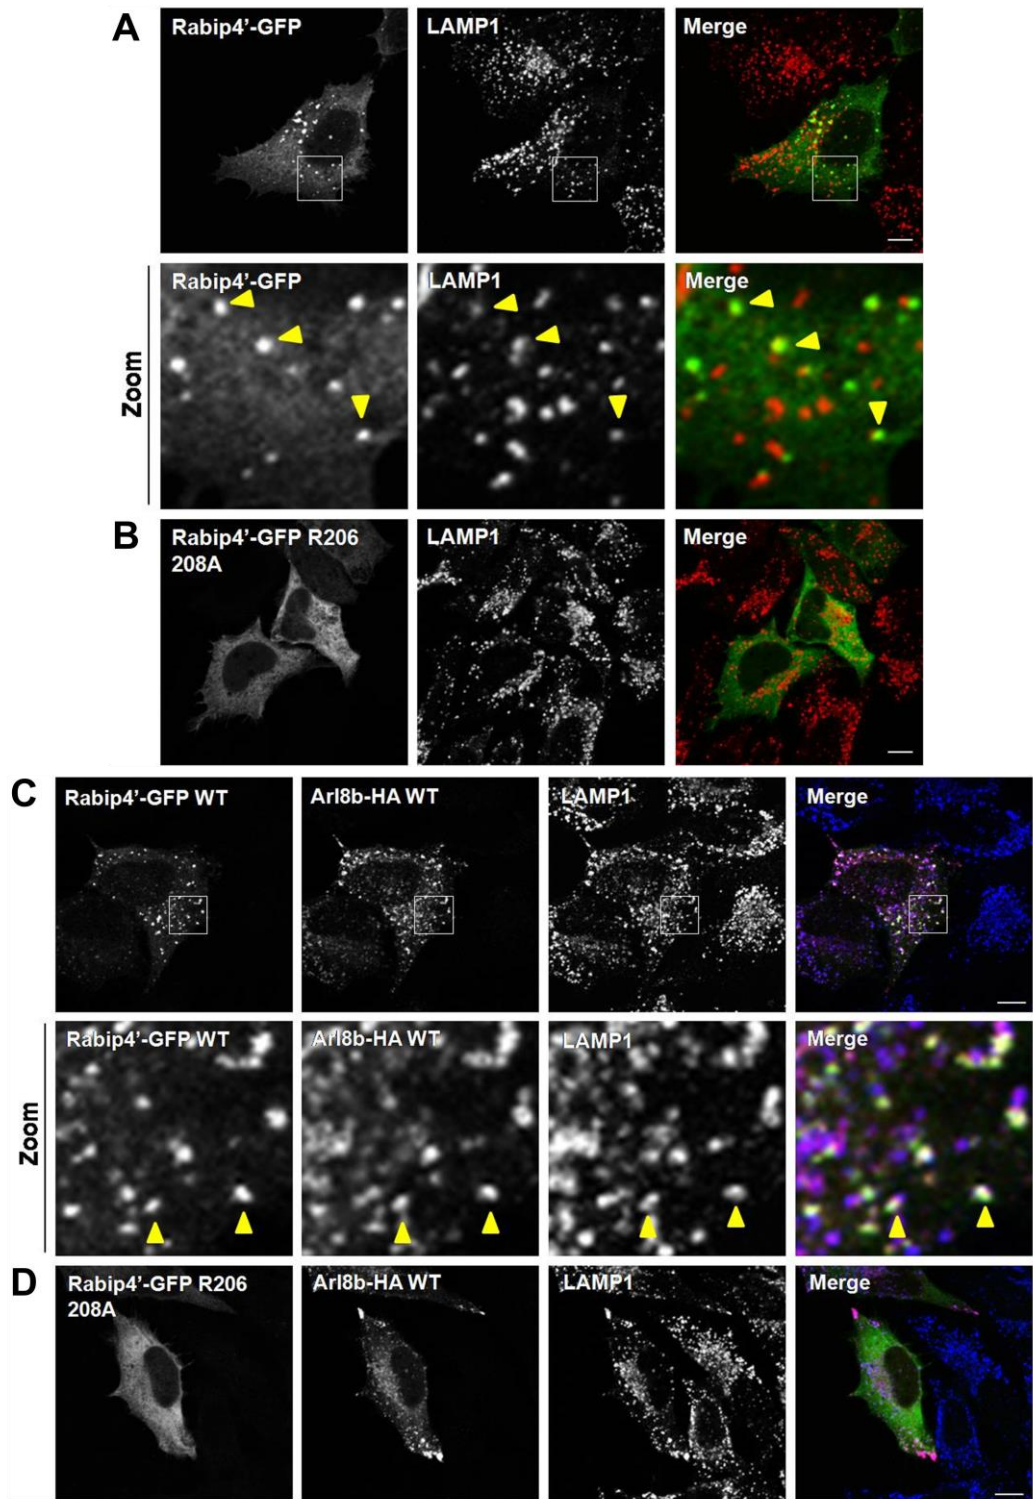 A
Rabip4’-GFP
LAMP1
Merge
Zoom
Rabip4’-GFP
LAMP1
Merge
B
Rabip4’-GFP R206
208A
LAMP1
Merge
C
Rabip4’-GFP WT
Arl8b-HA WT
LAMP1
Merge
Zoom
Rabip4’-GFP WT
Arl8b-HA WT
LAMP1
Merge
D
Rabip4’-GFP R206
208A
Arl8b-HA WT
LAMP1
Merge